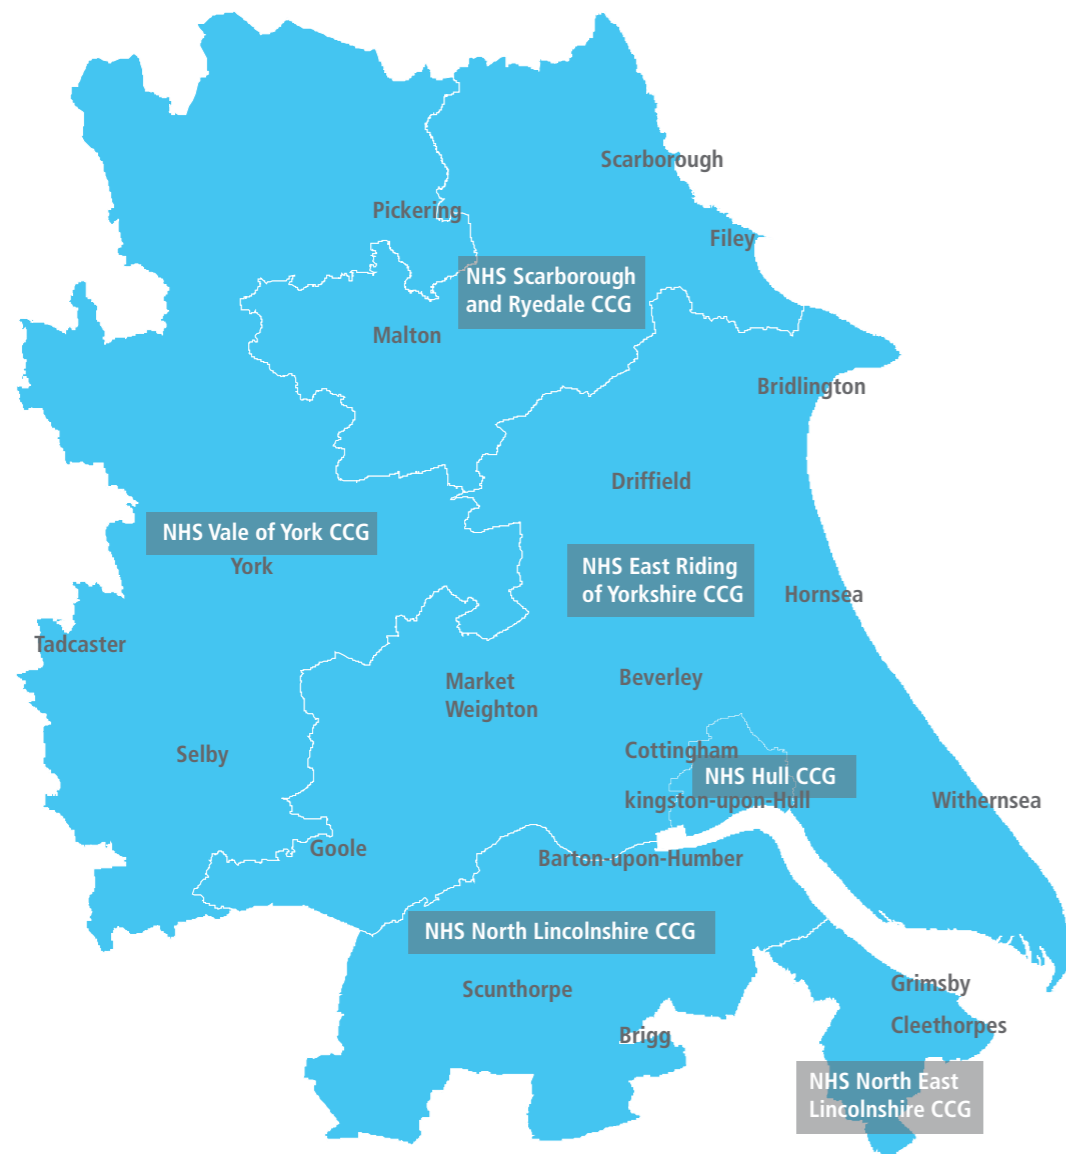 Scarborough
Pickering
Filey
NHS Scarborough
and Ryedale CCG
Malton
Bridlington
Driffield
NHS Vale of York CCG
York
NHS East Riding
of Yorkshire CCG
Hornsea
Tadcaster
Market
Weighton
Beverley
Selby
Cottingham
NHS Hull CCG
kingston-upon-Hull
Withernsea
Goole
Barton-upon-Humber
NHS North Lincolnshire CCG
Scunthorpe
Grimsby
Cleethorpes
Brigg
NHS North East
Lincolnshire CCG